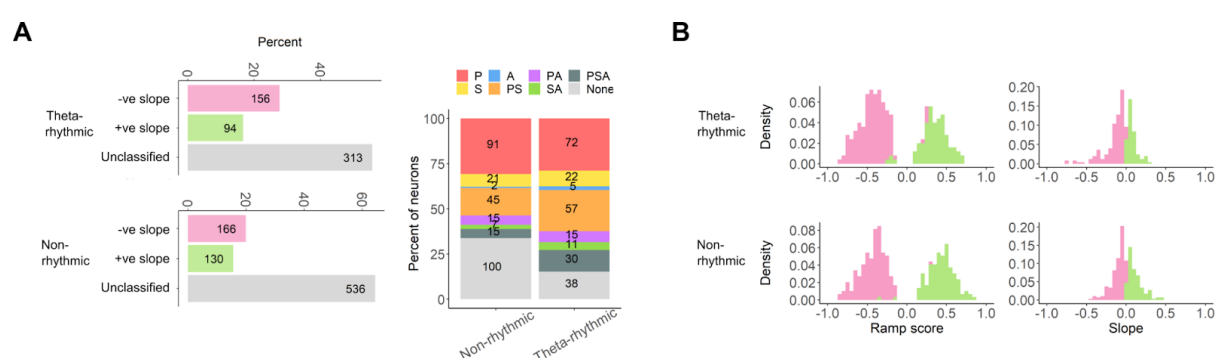 A
Percent
0
20
40
Theta-
rhythmic
-ve slope
156
+ve slope
94
Unclassified
313
0
20
40
60
Non-
rhythmic
-ve slope
166
+ve slope
130
Unclassified
536
P A PA PSA
S PS SA None
Percent of neurons
100
75
50
25
0
91
21
2
45
15
7
15
100
72
22
5
57
15
11
30
38
Non-rhythmic
Theta-rhythmic
B
Theta-
rhythmic
Density
0.06
0.04
0.02
0.00
-1.0 -0.5 0.0 0.5 1.0
0.20
0.15
0.10
0.05
0.00
-1.0 -0.5 0.0 0.5 1.0
Non-
rhythmic
Density
0.08
0.06
0.04
0.02
0.00
-1.0 -0.5 0.0 0.5 1.0
Ramp score
0.20
0.15
0.10
0.05
0.00
-1.0 -0.5 0.0 0.5 1.0
Slope